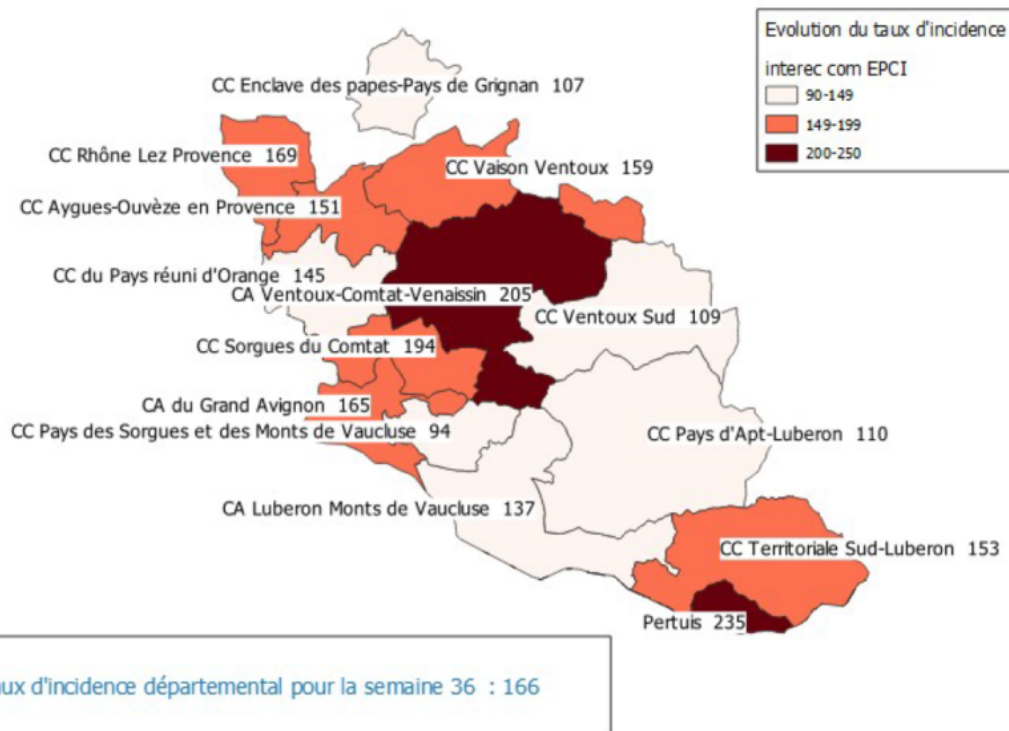 Evolution du taux d'incidence
interec com EPCI
90-149
149-199
200-250
CC Enclave des papes-Pays de Grignan 107
CC Rhône Lez Provence 169
CC Vaison Ventoux 159
CC Aygues-Ouvèze en Provence 151
CC du Pays réuni d'Orange 145
CA Ventoux-Comtat-Venaissin 205
CC Ventoux Sud 109
CC Sorgues du Comtat 194
CA du Grand Avignon 165
CC Pays des Sorgues et des Monts de Vaucluse 94
CC Pays d'Apt-Luberon 110
CA Luberon Monts de Vaucluse 137
CC Territoriale Sud-Luberon 153
Pertuis 235
aux d'incidence départemental pour la semaine 36 : 166